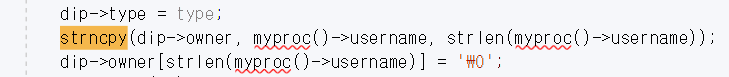 dip->type = type;
strncpy(dip->owner, myproc()->username, strlen(myproc()->username));
dip->owner[strlen(myproc()->username)] = '₩0';